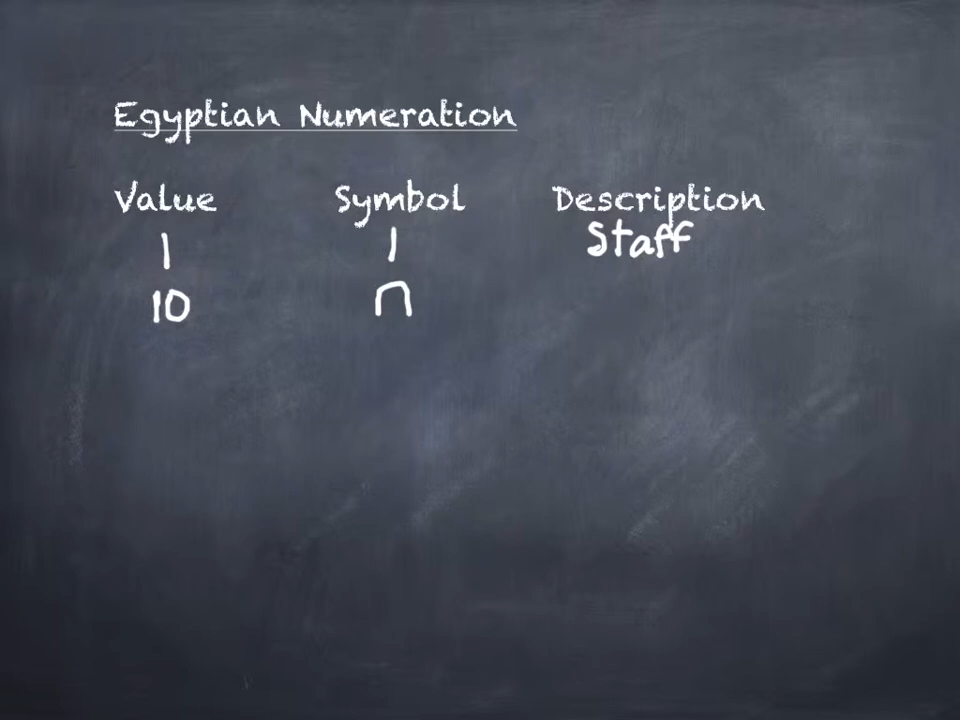 Egyptian Numeration
Value Symbol Description
1 | Staff
10 ∩